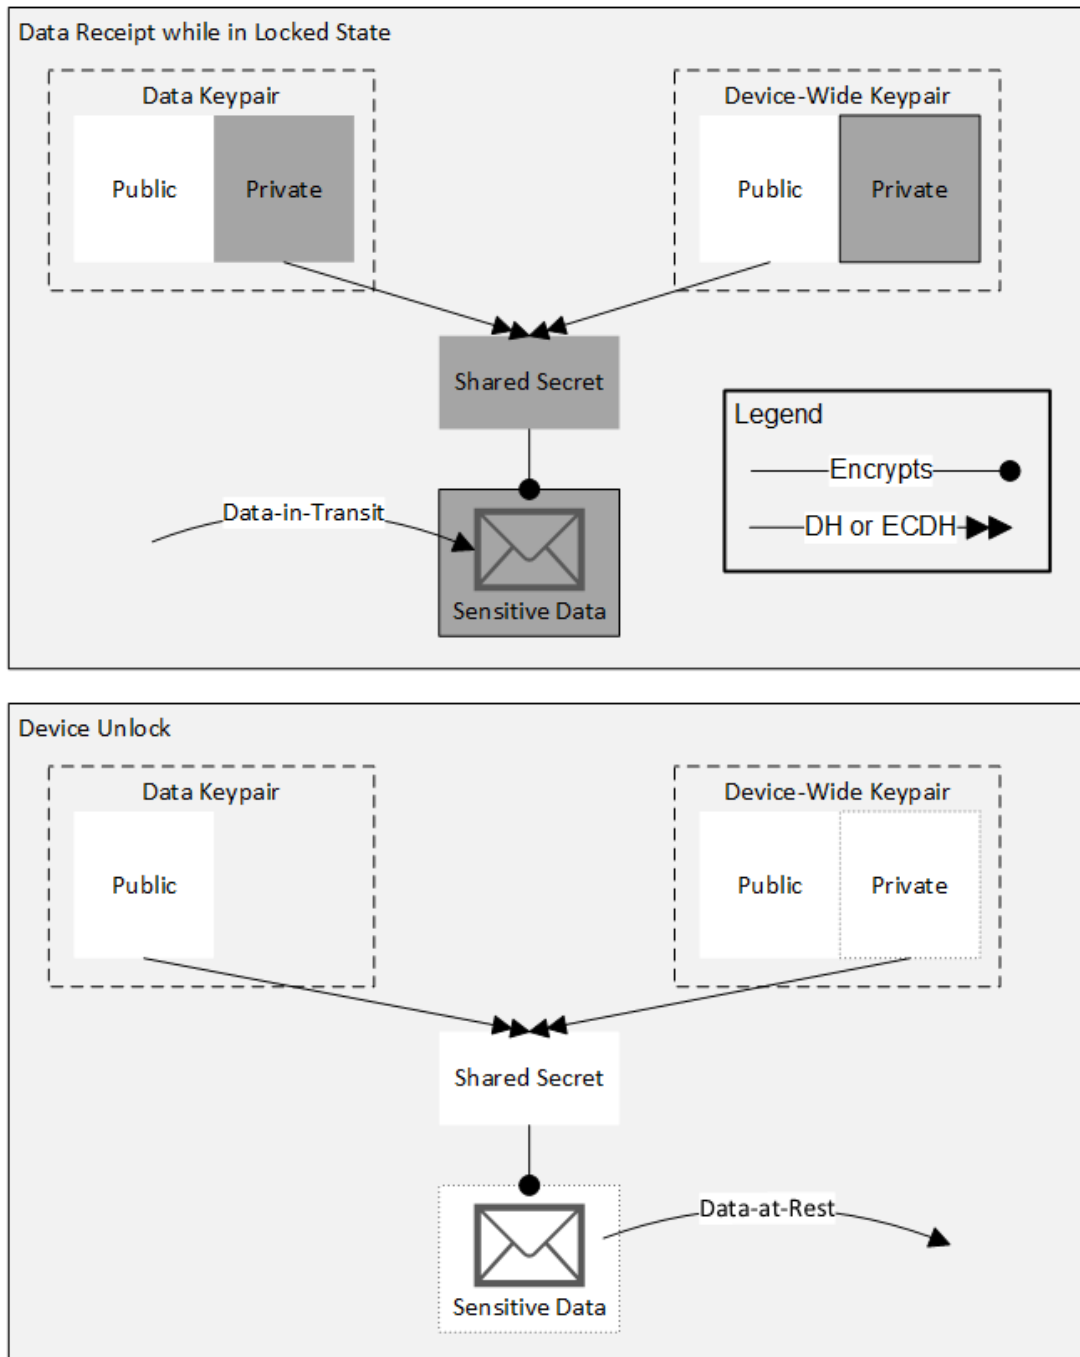 Data Receipt while in Locked State
Data Keypair
Device-Wide Keypair
Public
Private
Public
Private
Shared Secret
Legend
Encrypts
DH or ECDH
Data-in-Transit
Sensitive Data
Device Unlock
Data Keypair
Device-Wide Keypair
Public
Public
Private
Shared Secret
Data-at-Rest
Sensitive Data